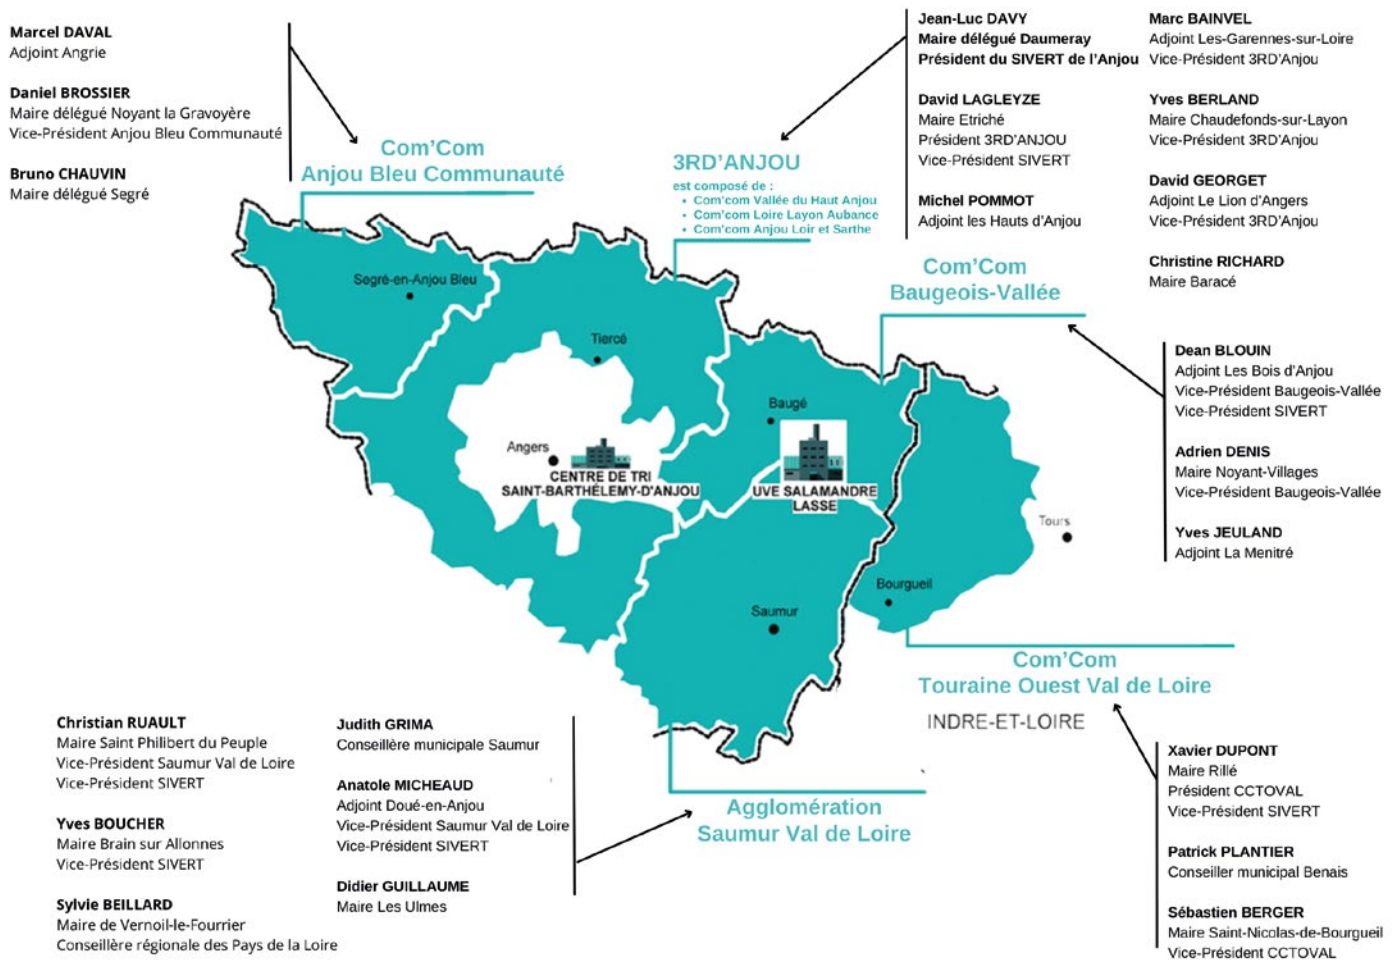 Marcel DAVAL
Adjoint Angrie
Daniel BROSSIER
Maire délégué Noyant la Gravoyère
Vice-Président Anjou Bleu Communauté
Bruno CHAUVIN
Maire délégué Segré
Com'Com
Anjou Bleu Communauté
3RD'ANJOU
est composé de :
• Com'com Vallée du Haut Anjou
• Com'com Loire Layon Aubance
• Com'com Anjou Loir et Sarthe
Jean-Luc DAVY
Maire délégué Daumeray
Président du SIVERT de l'Anjou
David LAGLEYZE
Maire Etriché
Président 3RD'ANJOU
Vice-Président SIVERT
Michel POMMOT
Adjoint les Hauts d'Anjou
Marc BAINVEL
Adjoint Les-Garennes-sur-Loire
Vice-Président 3RD'Anjou
Yves BERLAND
Maire Chaudefonds-sur-Layon
Vice-Président 3RD'Anjou
David GEORGET
Adjoint Le Lion d'Angers
Vice-Président 3RD'Anjou
Christine RICHARD
Maire Baracé
Com'Com
Baugeois-Vallée
Dean BLOUIN
Adjoint Les Bois d'Anjou
Vice-Président Baugeois-Vallée
Vice-Président SIVERT
Adrien DENIS
Maire Noyant-Villages
Vice-Président Baugeois-Vallée
Yves JEULAND
Adjoint La Menitré
Segré-en-Anjou Bleu
Tiercé
Baugé
Angers
CENTRE DE TRI
SAINT-BARTHÉLEMY-D'ANJOU
UVE SALAMANDRE
LASSE
Tours
Bourgueil
Saumur
Com'Com
Touraine Ouest Val de Loire
INDRE-ET-LOIRE
Xavier DUPONT
Maire Rillé
Président CCTOVAL
Vice-Président SIVERT
Patrick PLANTIER
Conseiller municipal Benais
Sébastien BERGER
Maire Saint-Nicolas-de-Bourgueil
Vice-Président CCTOVAL
Agglomération
Saumur Val de Loire
Christian RUAULT
Maire Saint Philibert du Peuple
Vice-Président Saumur Val de Loire
Vice-Président SIVERT
Yves BOUCHER
Maire Brain sur Allonnes
Vice-Président SIVERT
Sylvie BEILLARD
Maire de Vernoil-le-Fourrier
Conseillère régionale des Pays de la Loire
Judith GRIMA
Conseillère municipale Saumur
Anatole MICHEAUD
Adjoint Doué-en-Anjou
Vice-Président Saumur Val de Loire
Vice-Président SIVERT
Didier GUILLAUME
Maire Les Ulmes